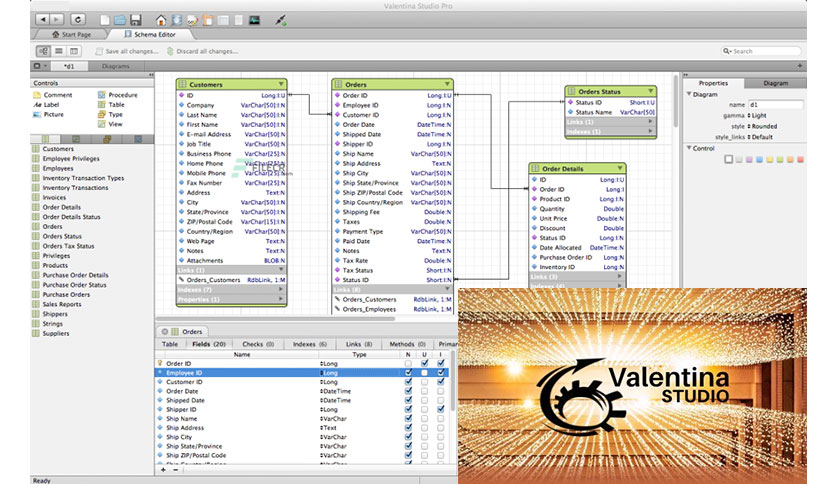 Valentina Studio Pro
Start Page
Schema Editor
Save all changes...
Discard all changes...
Search
*d1
Diagrams
Controls
Comment
Procedure
Label
Table
Picture
Type
View
Customers
Employee Privileges
Employees
Inventory Transaction Types
Inventory Transactions
Invoices
Order Details
Order Details Status
Orders
Orders Status
Orders Tax Status
Privileges
Products
Purchase Order Details
Purchase Order Status
Purchase Orders
Sales Reports
Shippers
Strings
Suppliers
Customers
ID Long:I:U
Company VarChar[50]:I:N
Last Name VarChar[50]:I:N
First Name VarChar[50]:I:N
E-mail Address VarChar[50]:N
Job Title VarChar[50]:N
Business Phone VarChar[25]:N
Home Phone
Mobile Phone
Fax Number VarChar[25]:N
Address Text:N
City VarChar[50]:I:N
State/Province VarChar[50]:I:N
ZIP/Postal Code VarChar[15]:I:N
Country/Region VarChar[50]:N
Web Page Text:N
Notes Text:N
Attachments BLOB:N
Links (1)
Orders_Customers RdbLink, 1:M
Indexes (7)
Properties (1)
Orders
Order ID Long:I:U
Employee ID Long:I:N
Customer ID Long:I:N
Order Date DateTime:N
Shipped Date DateTime:N
Shipper ID Long:I:N
Ship Name VarChar[50]:N
Ship Address Text:N
Ship City VarChar[50]:N
Ship State/Province VarChar[50]:N
Ship ZIP/Postal Code VarChar[50]:I:N
Ship Country/Region VarChar[50]:N
Shipping Fee Double:N
Taxes Double:N
Payment Type VarChar[50]:N
Paid Date DateTime:N
Notes Text:N
Tax Rate Double:N
Tax Status Short:I:N
Status ID Short:I:N
Links (8)
Orders_Customers RdbLink, 1:M
Orders_Employees RdbLink, 1:M
Orders Status
Status ID Short:I:U
Status Name VarChar[50]
Links (1)
Indexes (1)
Order Details
ID Long:I:U
Order ID Long:I
Product ID Long:I:N
Quantity Double
Unit Price Double:N
Discount Double
Status ID Long:I:N
Date Allocated DateTime:N
Purchase Order ID Long:I:N
Inventory ID Long:I:N
Links (3)
Properties
Diagram
Diagram
name d1
gamma Light
style Rounded
style_links Default
Control
Orders
Table
Fields (20)
Checks (0)
Indexes (6)
Links (8)
Methods (0)
Name Type N U I
Order ID Long
Employee ID Long
Customer ID Long
Order Date DateTime
Shipped Date DateTime
Shipper ID Long
Ship Name VarChar
Ship Address Text
Ship City VarChar
Ship State/Province VarChar
Ship ZIP/Postal Code VarChar
Ready
Valentina
STUDIO